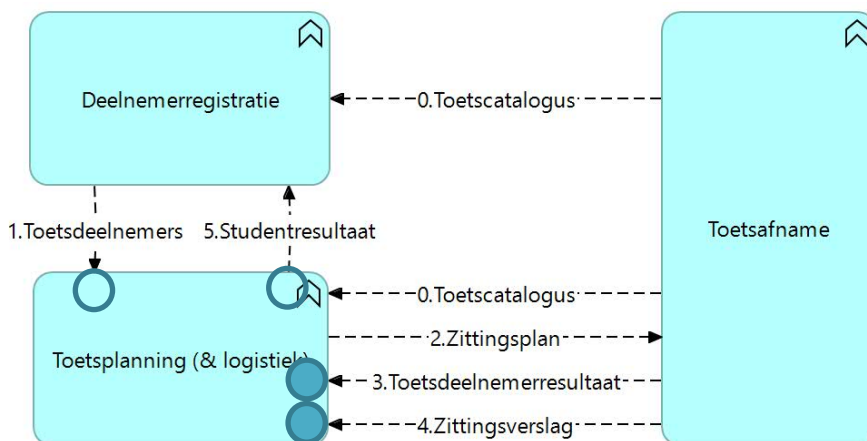 Deelnemerregistratie
0.Toetscatalogus
Toetsafname
1.Toetsdeelnemers
5.Studentresultaat
0.Toetscatalogus
2.Zittingsplan
Toetsplanning (& logistiek)
3.Toetsdeelnemerresultaat
4.Zittingsverslag